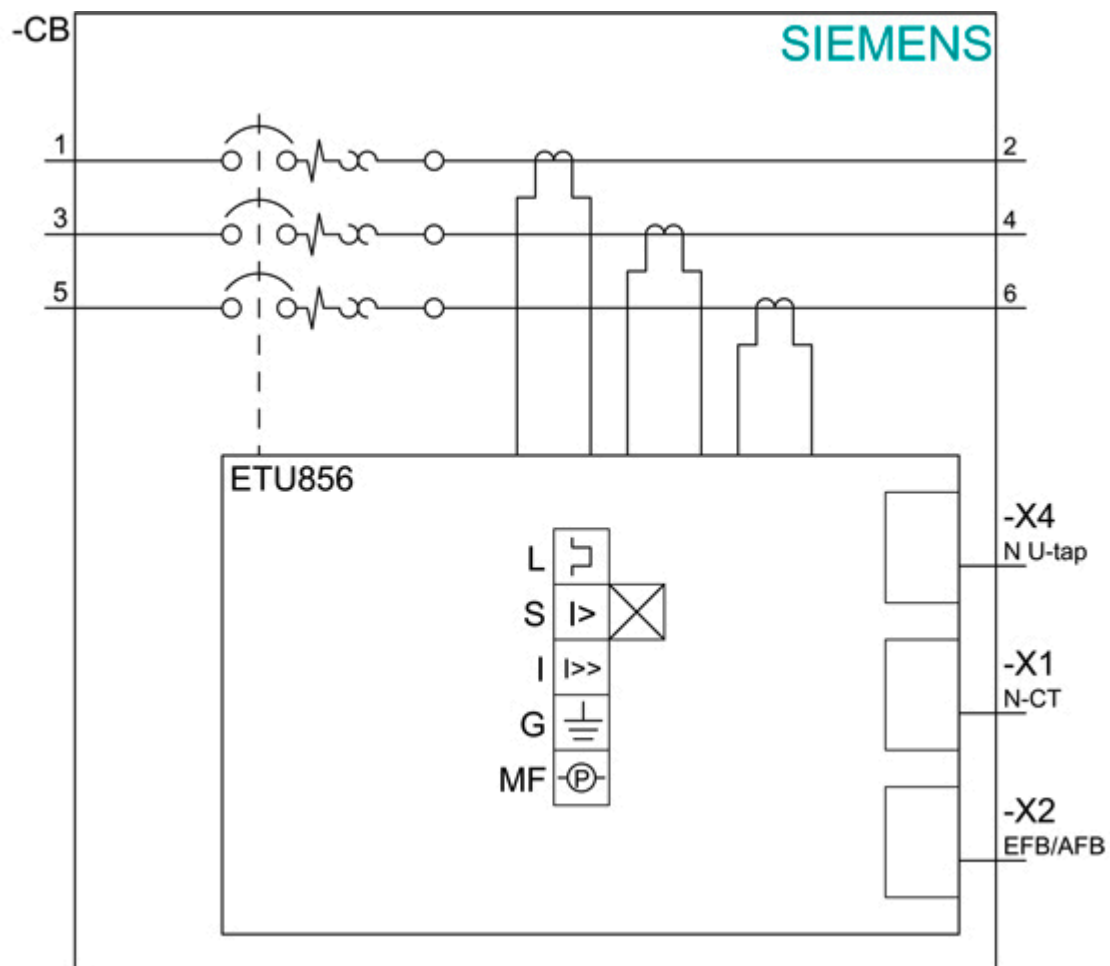 -CB
SIEMENS
1
2
3
4
5
6
ETU856
-X4
N U-tap
L
S I>
I I>>
-X1
N-CT
G
MF P
-X2
EFB/AFB